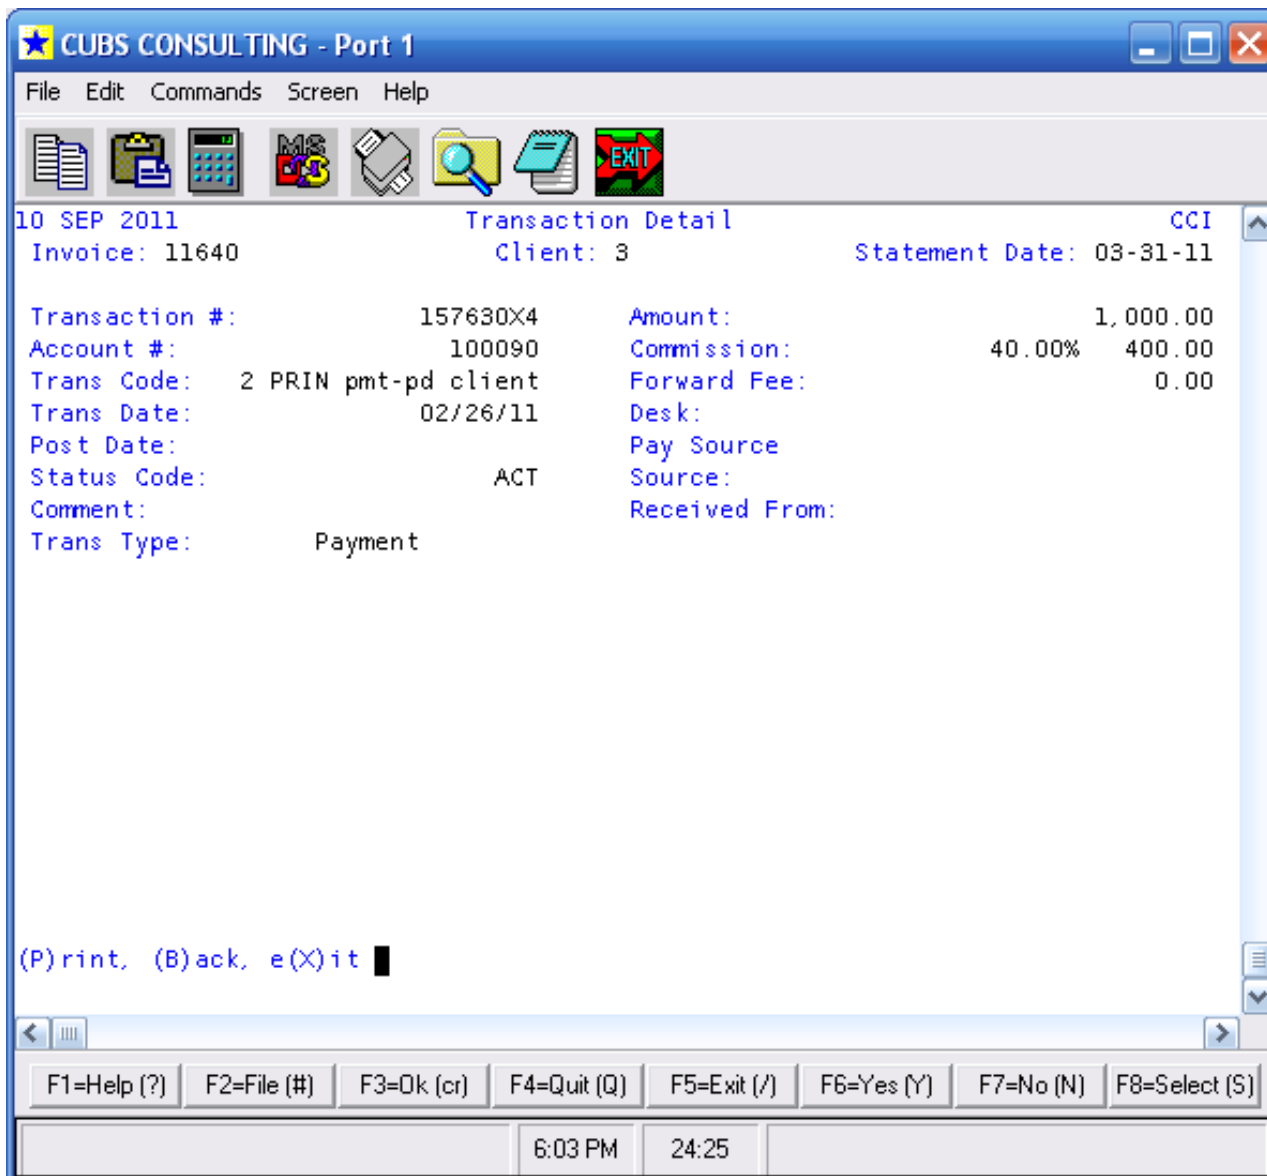 CUBS CONSULTING - Port 1
File Edit Commands Screen Help
MS DOS EXIT
10 SEP 2011 Transaction Detail CCI
Invoice: 11640 Client: 3 Statement Date: 03-31-11
Transaction #: 157630X4 Amount: 1,000.00
Account #: 100090 Commission: 40.00% 400.00
Trans Code: 2 PRIN pmt-pd client Forward Fee: 0.00
Trans Date: 02/26/11 Desk:
Post Date: Pay Source
Status Code: ACT Source:
Comment: Received From:
Trans Type: Payment
(P)rint, (B)ack, e(X)it
F1=Help (?) F2=File (#) F3=Ok (cr) F4=Quit (Q) F5=Exit (/) F6=Yes (Y) F7=No (N) F8=Select (S)
6:03 PM 24:25